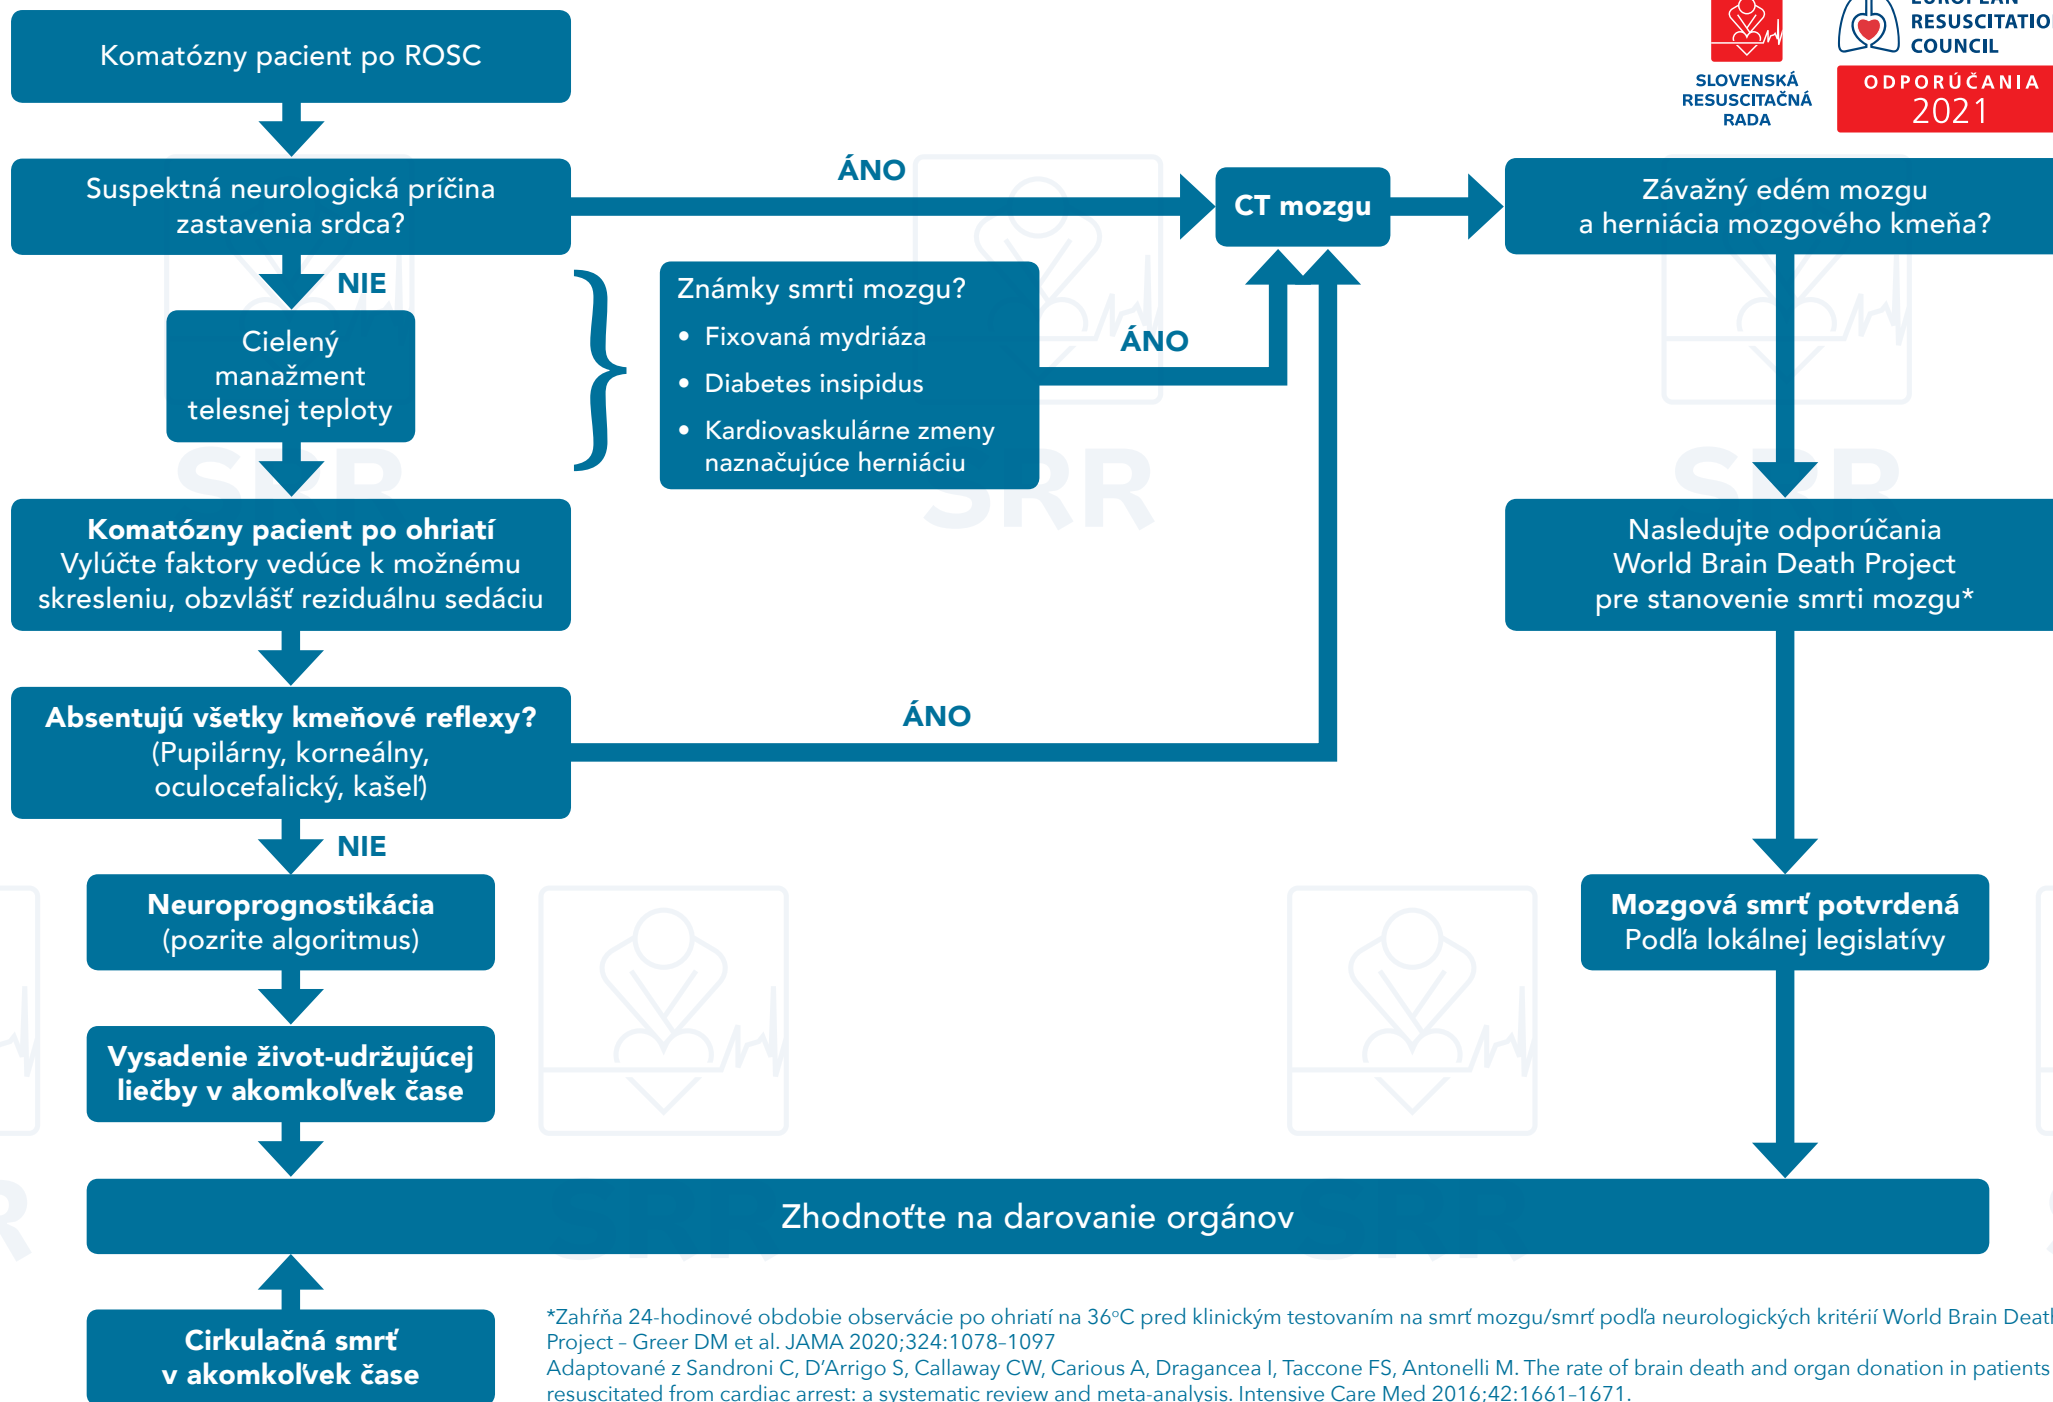 Komatózny pacient po ROSC
EUROPEAN
RESUSCITATION
COUNCIL
SLOVENSKÁ
RESUSCITAČNÁ
RADA
ODPORÚČANIA
2021
Suspektná neurologická príčina
zastavenia srdca?
ÁNO
CT mozgu
Závažný edém mozgu
a herniácia mozgového kmeňa?
NIE
Cielený
manažment
telesnej teploty
Známky smrti mozgu?
• Fixovaná mydriáza
• Diabetes insipidus
• Kardiovaskulárne zmeny
naznačujúce herniáciu
ÁNO
Komatózny pacient po ohriatí
Vylúčte faktory vedúce k možnému
skresleniu, obzvlášť reziduálnu sedáciu
Nasledujte odporúčania
World Brain Death Project
pre stanovenie smrti mozgu*
Absentujú všetky kmeňové reflexy?
(Pupilárny, korneálny,
oculocefalický, kašeľ)
ÁNO
NIE
Neuroprognostikácia
(pozrite algoritmus)
Mozgová smrť potvrdená
Podľa lokálnej legislatívy
Vysadenie život-udržujúcej
liečby v akomkoľvek čase
Zhodnoťte na darovanie orgánov
Cirkulačná smrť
v akomkoľvek čase
*Zahŕňa 24-hodinové obdobie observácie po ohriatí na 36°C pred klinickým testovaním na smrť mozgu/smrť podľa neurologických kritérií World Brain Death
Project – Greer DM et al. JAMA 2020;324:1078–1097
Adaptované z Sandroni C, D'Arrigo S, Callaway CW, Carious A, Dragancea I, Taccone FS, Antonelli M. The rate of brain death and organ donation in patients
resuscitated from cardiac arrest: a systematic review and meta-analysis. Intensive Care Med 2016;42:1661–1671.
SRR
SRR
SRR
SRR
SRR